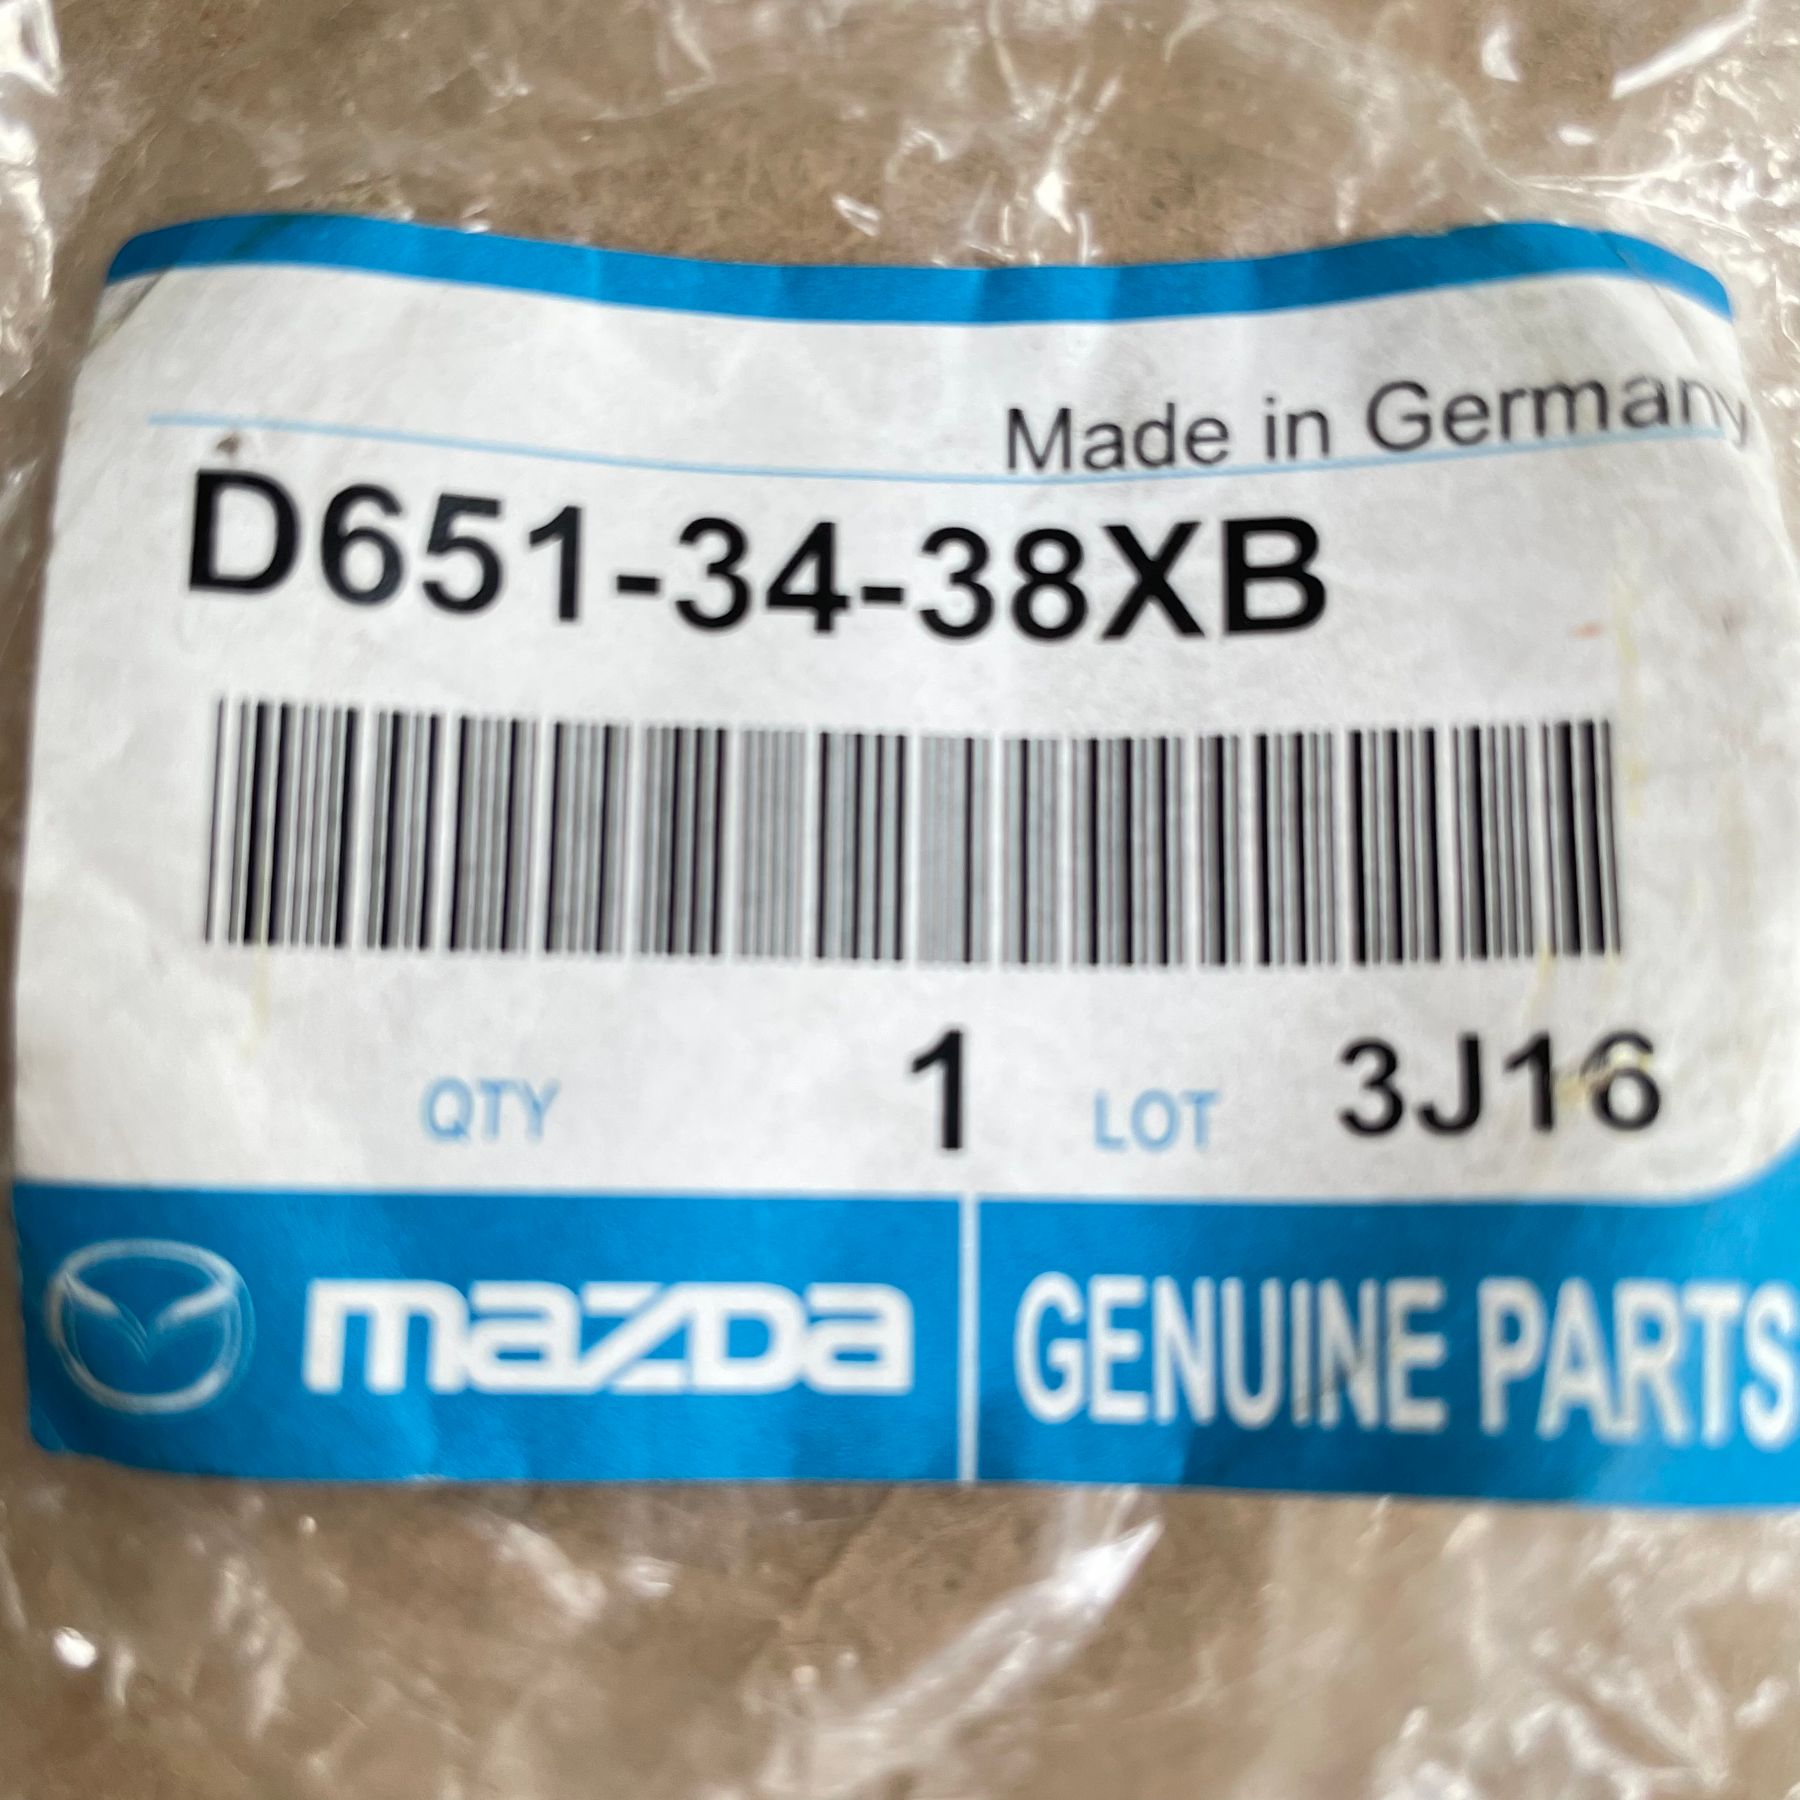 Made in Germany
D651-34-38XB
QTY 1 LOT 3J16
mazda GENUINE PARTS